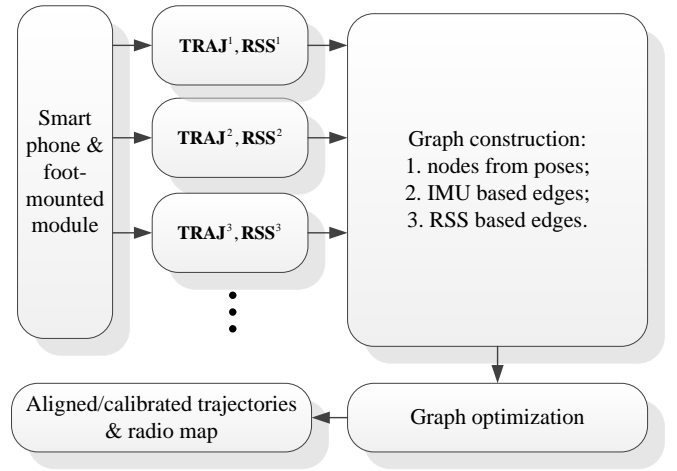 Smart
phone &
foot-
mounted
module
TRAJ¹, RSS¹
TRAJ², RSS²
TRAJ³, RSS³
Graph construction:
1. nodes from poses;
2. IMU based edges;
3. RSS based edges.
Aligned/calibrated trajectories
& radio map
Graph optimization